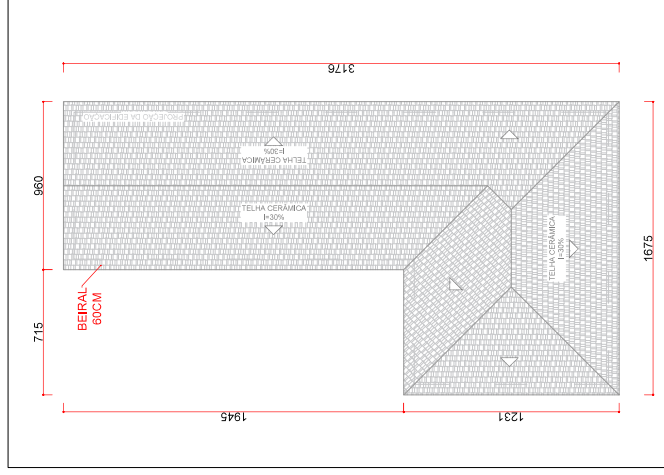 3176
PROJEÇÃO DA EDIFICAÇÃO
TELHA CERÂMICA
I=30%
960
TELHA CERÂMICA
I=30%
TELHA CERÂMICA
I=30%
1675
BEIRAL
60CM
715
1945
1231